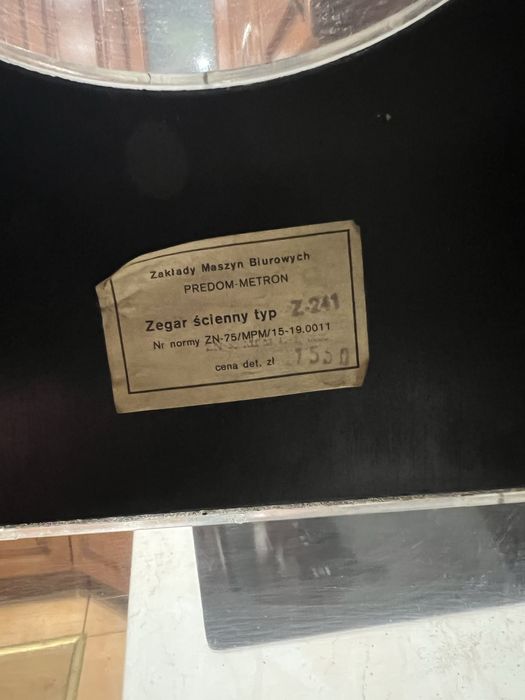 Zakłady Maszyn Biurowych
PREDOM-METRON
Zegar ścienny typ Z-241
Nr normy ZN-75/MPM/15-19.0011
cena det. zł